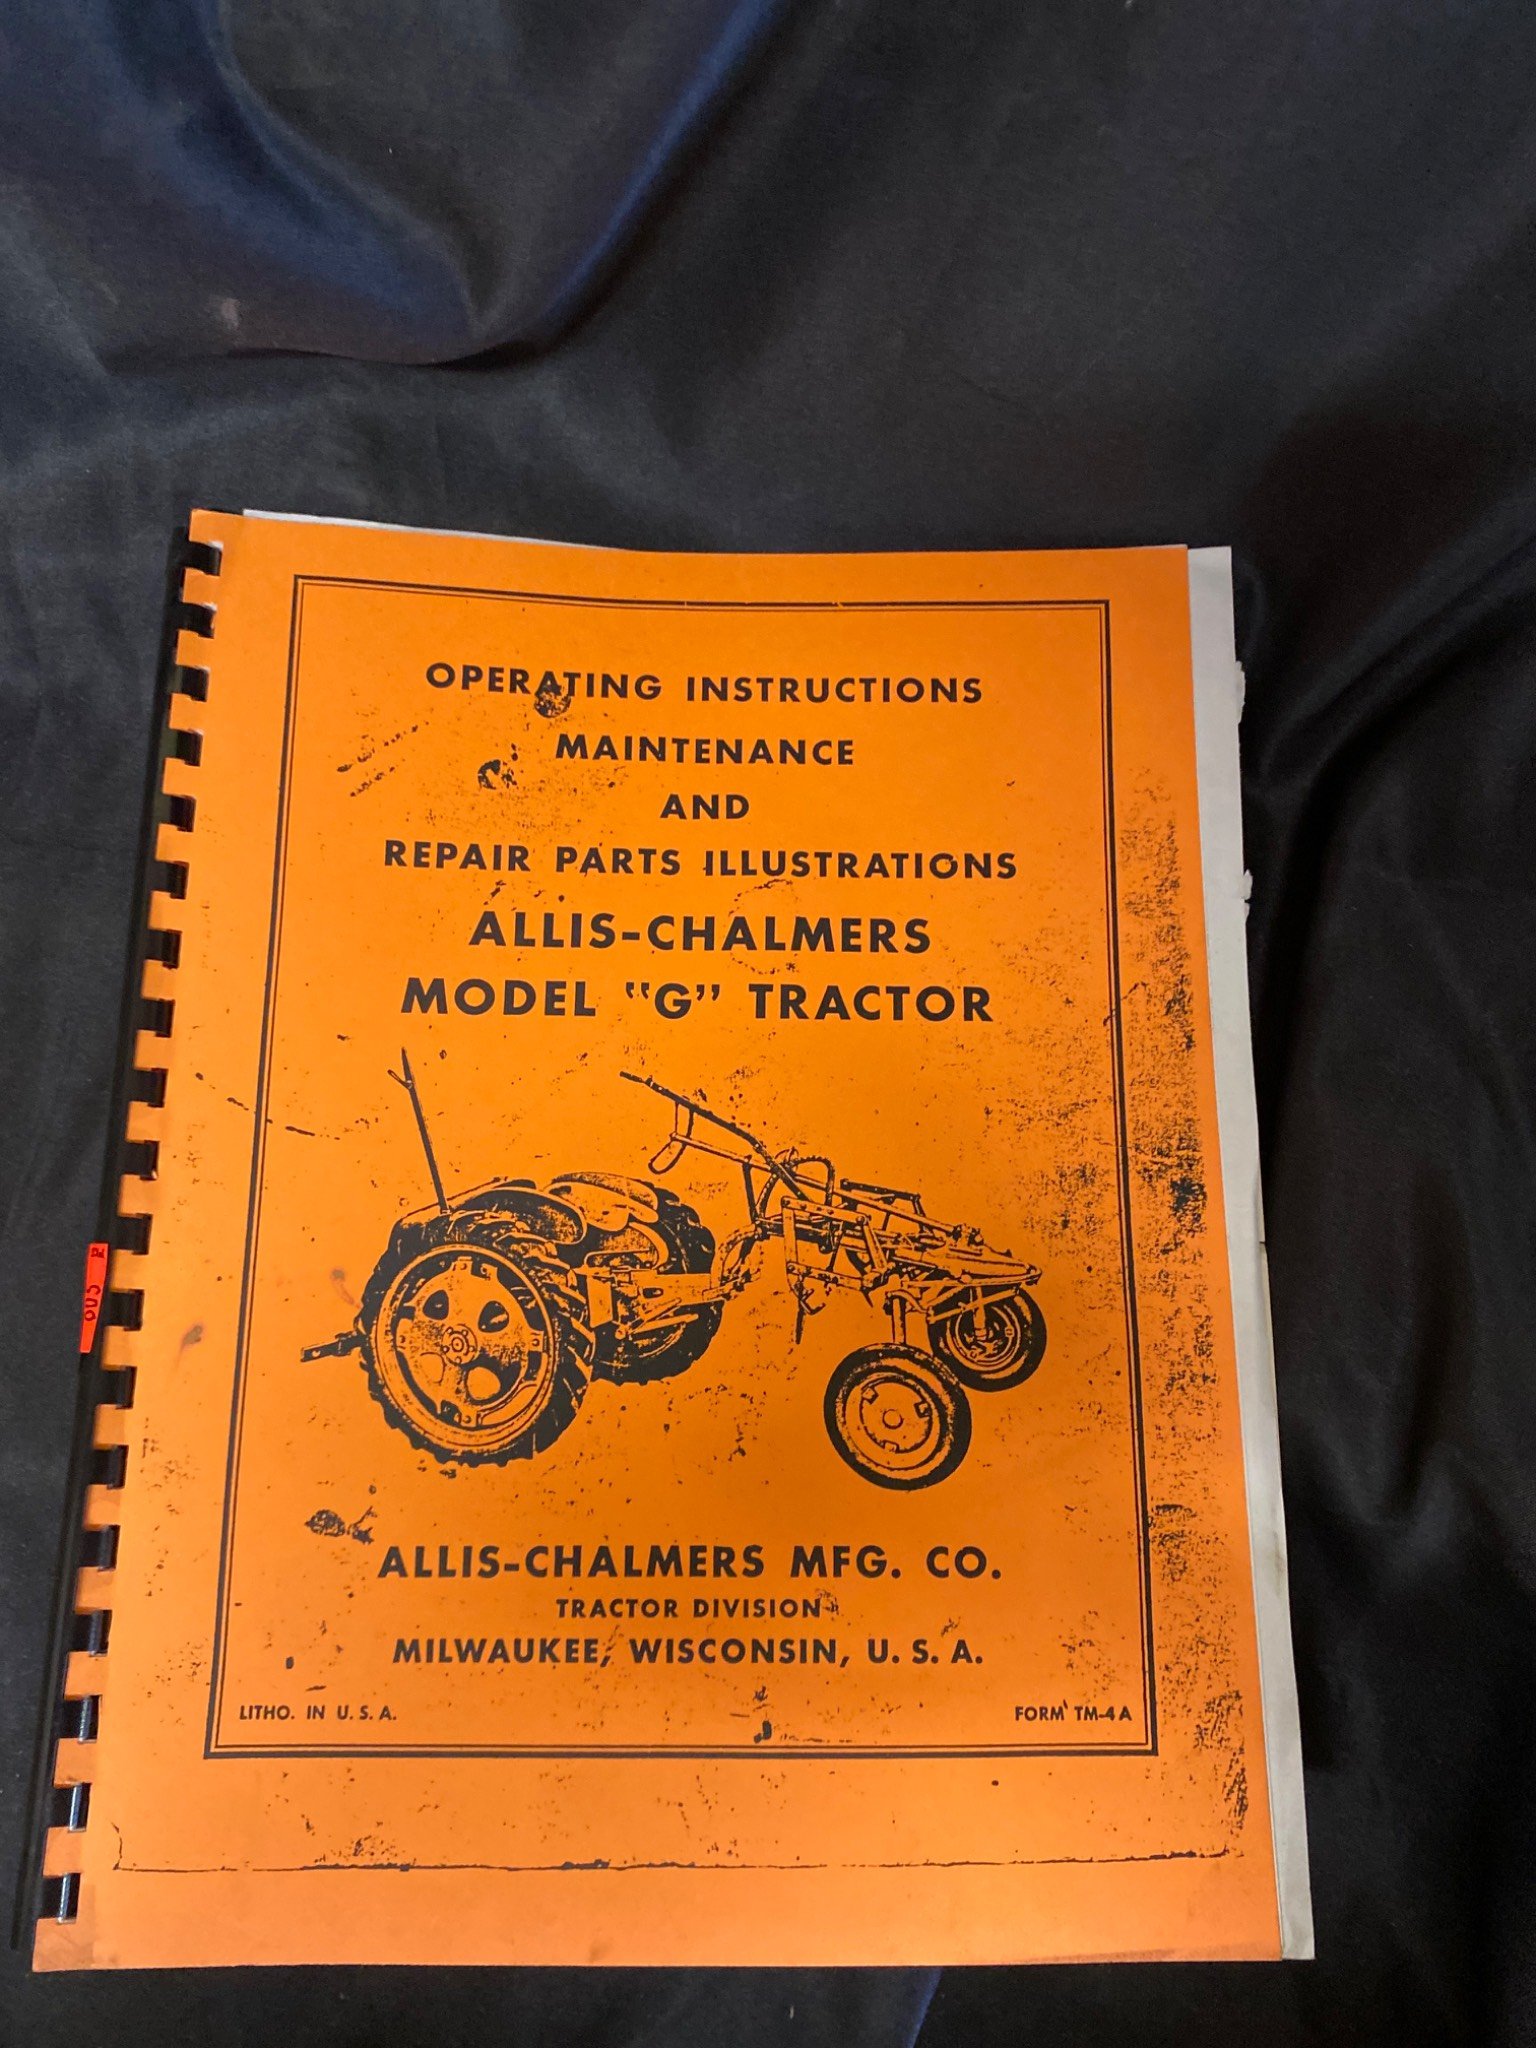 OPERATING INSTRUCTIONS
MAINTENANCE
AND
REPAIR PARTS ILLUSTRATIONS
ALLIS-CHALMERS
MODEL "G" TRACTOR
ALLIS-CHALMERS MFG. CO.
TRACTOR DIVISION
MILWAUKEE, WISCONSIN, U. S. A.
LITHO. IN U. S. A.
FORM TM-4A